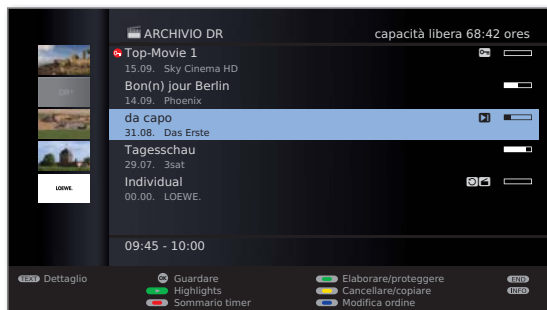 ARCHIVIO DR capacità libera 68:42 ores
Top-Movie 1
15.09. Sky Cinema HD
Bon(n) jour Berlin
14.09. Phoenix
da capo
31.08. Das Erste
Tagesschau
29.07. 3sat
Individual
00.00. LOEWE.
LOEWE.
09:45 - 10:00
TEXT Dettaglio OK Guardare Elaborare/proteggere END
Highlights Cancellare/copiare INFO
Sommario timer Modifica ordine